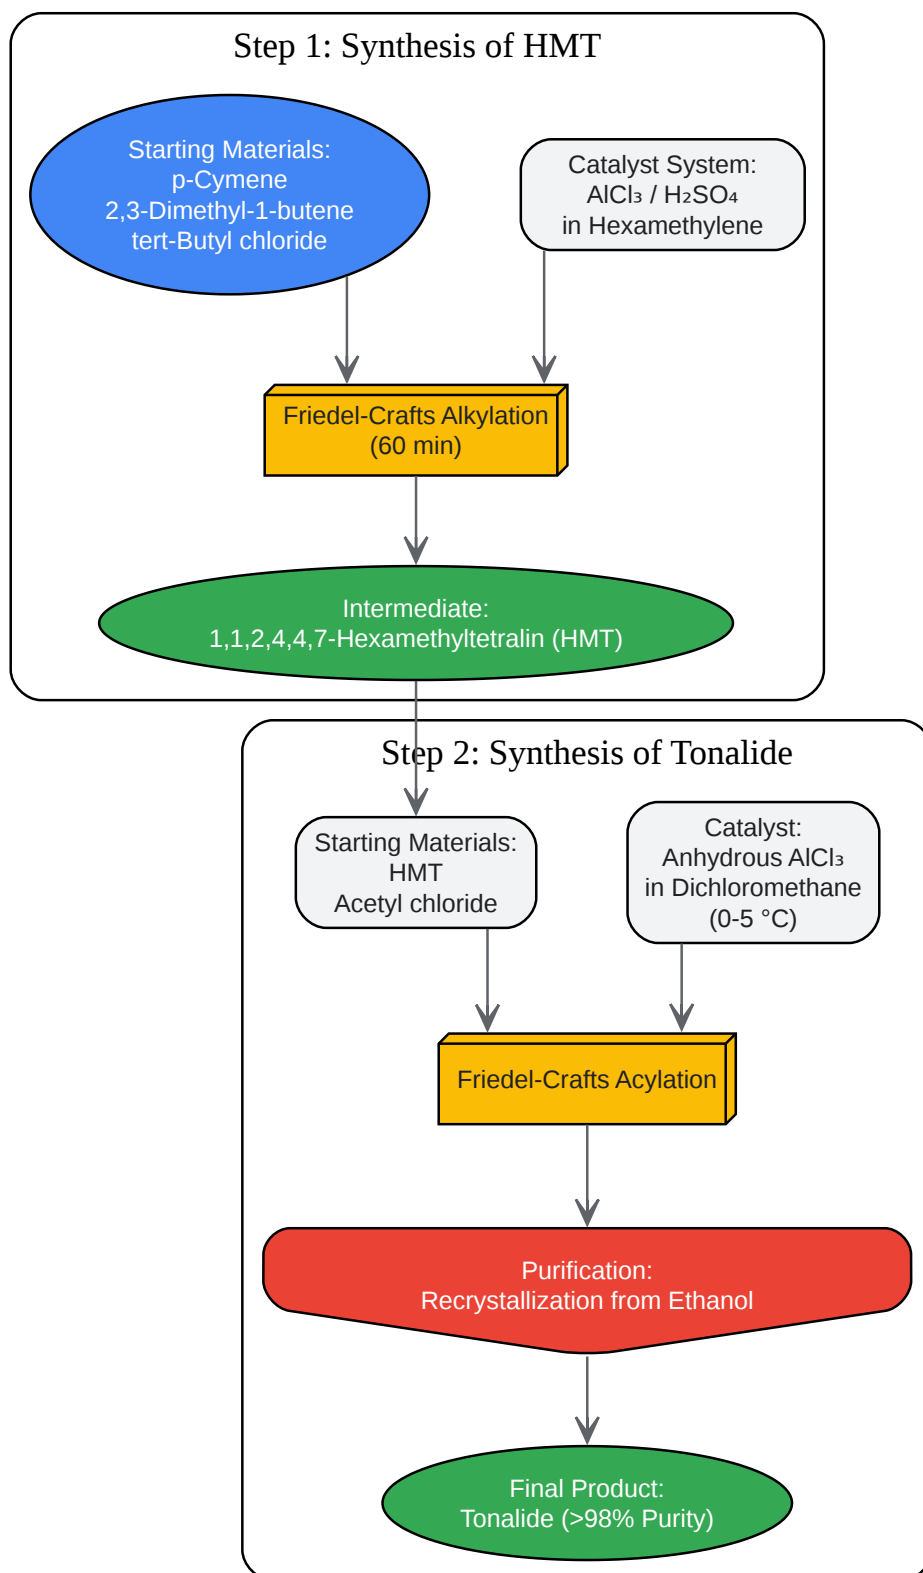 Step 1: Synthesis of HMT
Starting Materials:
p-Cymene
2,3-Dimethyl-1-butene
tert-Butyl chloride
Catalyst System:
AlCl₃ / H₂SO₄
in Hexamethylene
Friedel-Crafts Alkylation
(60 min)
Intermediate:
1,1,2,4,4,7-Hexamethyltetralin (HMT)
Step 2: Synthesis of Tonalide
Starting Materials:
HMT
Acetyl chloride
Catalyst:
Anhydrous AlCl₃
in Dichloromethane
(0-5 °C)
Friedel-Crafts Acylation
Purification:
Recrystallization from Ethanol
Final Product:
Tonalide (>98% Purity)